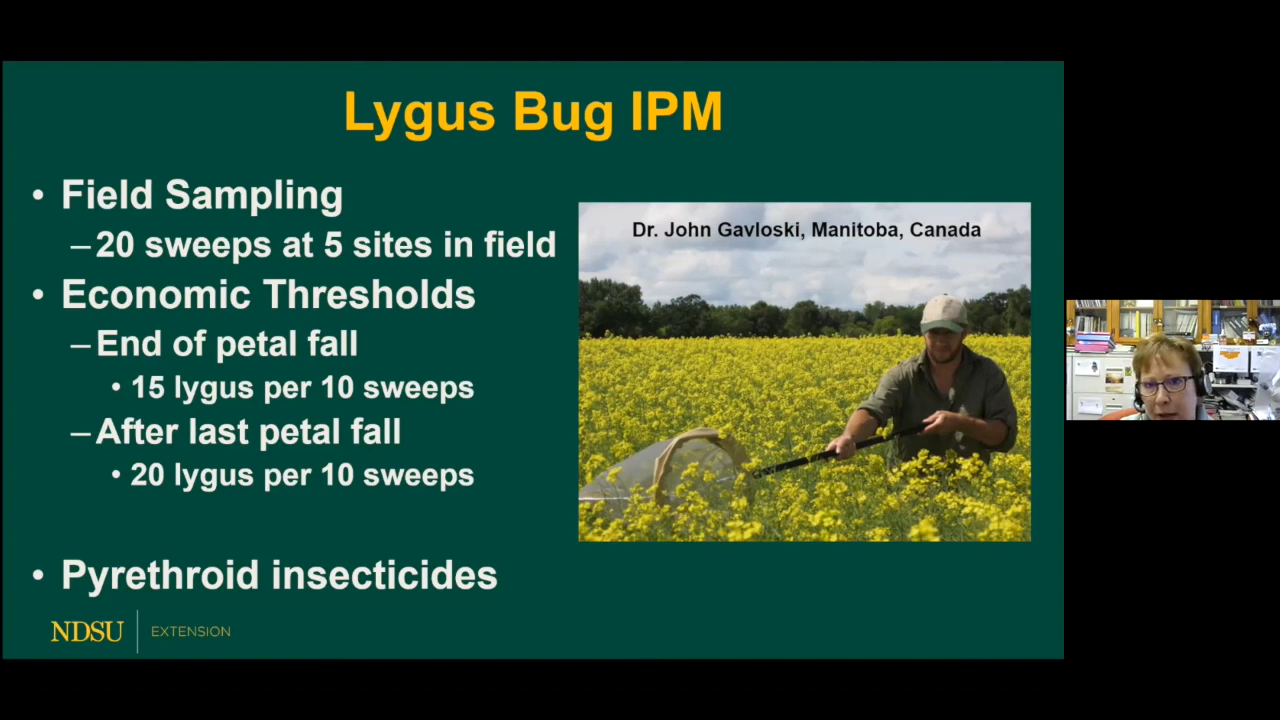 Lygus Bug IPM
• Field Sampling
–20 sweeps at 5 sites in field
• Economic Thresholds
–End of petal fall
• 15 lygus per 10 sweeps
–After last petal fall
• 20 lygus per 10 sweeps
• Pyrethroid insecticides
Dr. John Gavloski, Manitoba, Canada
NDSU EXTENSION